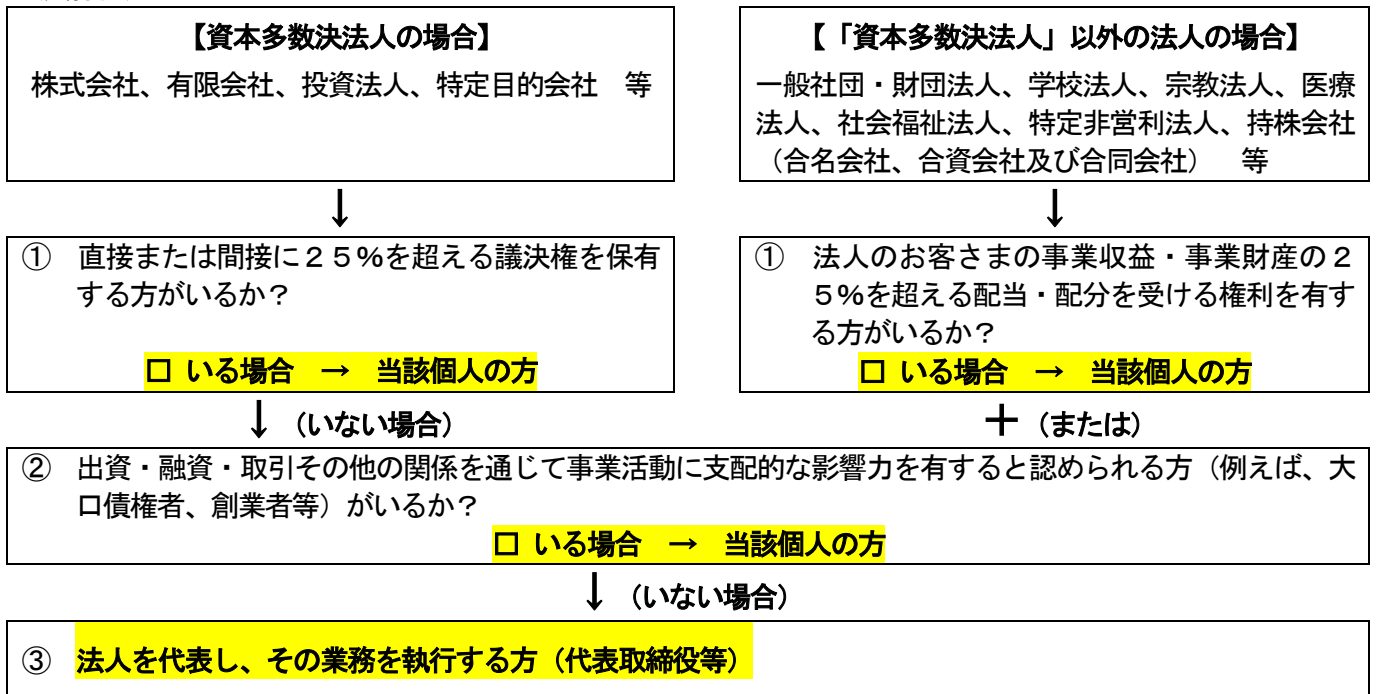 【資本多数決法人の場合】
株式会社、有限会社、投資法人、特定目的会社　等
【「資本多数決法人」以外の法人の場合】
一般社団・財団法人、学校法人、宗教法人、医療
法人、社会福祉法人、特定非営利法人、持株会社
（合名会社、合資会社及び合同会社）　等
↓
↓
①　直接または間接に２５％を超える議決権を保有
する方がいるか？
□ いる場合　→　当該個人の方
①　法人のお客さまの事業収益・事業財産の２
５％を超える配当・配分を受ける権利を有す
る方がいるか？
□ いる場合　→　当該個人の方
↓（いない場合）
＋（または）
②　出資・融資・取引その他の関係を通じて事業活動に支配的な影響力を有すると認められる方（例えば、大
口債権者、創業者等）がいるか？
□ いる場合　→　当該個人の方
↓（いない場合）
③　法人を代表し、その業務を執行する方（代表取締役等）